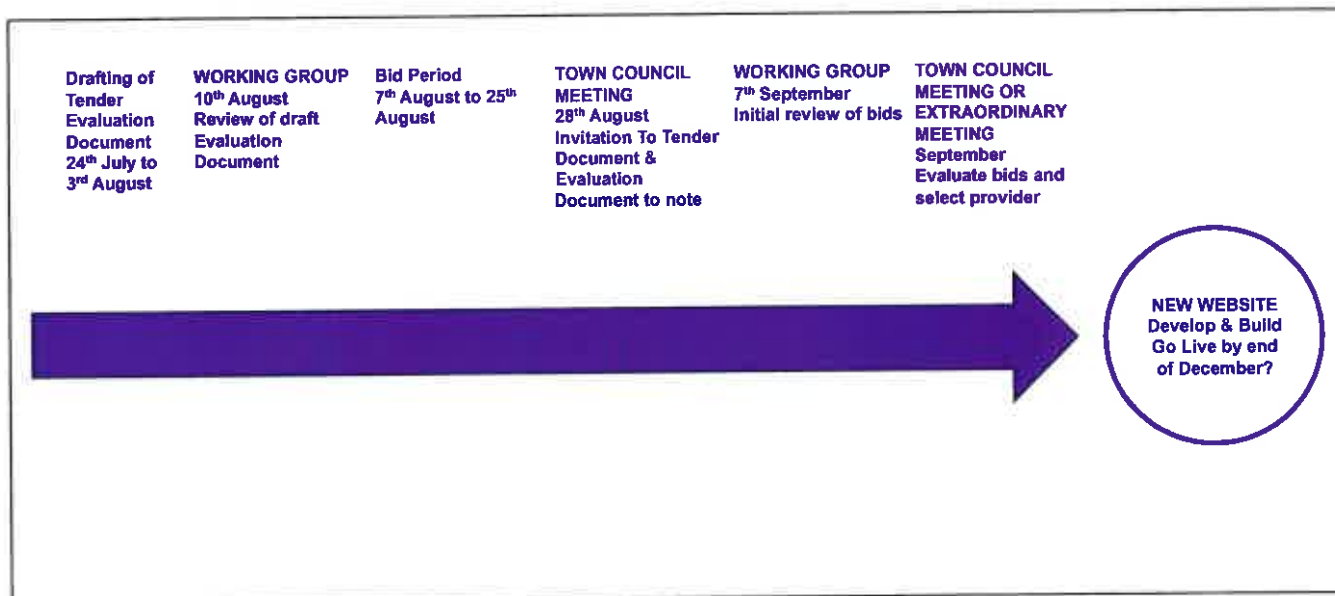 Drafting of
Tender
Evaluation
Document
24th July to
3rd August
WORKING GROUP
10th August
Review of draft
Evaluation
Document
Bid Period
7th August to 25th
August
TOWN COUNCIL
MEETING
28th August
Invitation To Tender
Document &
Evaluation
Document to note
WORKING GROUP
7th September
Initial review of bids
TOWN COUNCIL
MEETING OR
EXTRAORDINARY
MEETING
September
Evaluate bids and
select provider
NEW WEBSITE
Develop & Build
Go Live by end
of December?